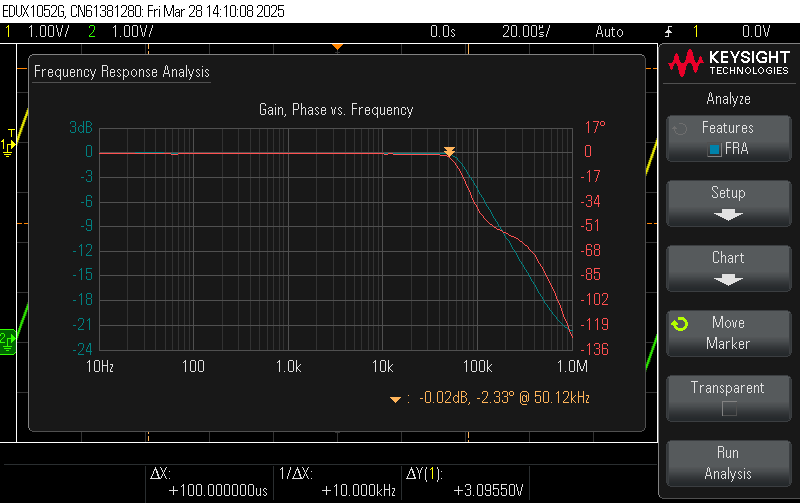 EDUX1052G, CN61381280: Fri Mar 28 14:10:08 2025
1 1.00V/ 2 1.00V/ 0.0s 20.00s/ Auto 1 0.0V
KEYSIGHT
TECHNOLOGIES
Analyze
Features
FRA
Setup
Chart
Move
Marker
Transparent
Run
Analysis
T
1
2
Frequency Response Analysis
Gain, Phase vs. Frequency
3dB 17°
0 0
-3 -17
-6 -34
-9 -51
-12 -68
-15 -85
-18 -102
-21 -119
-24 -136
10Hz 100 1.0k 10k 100k 1.0M
: -0.02dB, -2.33° @ 50.12kHz
ΔX: 1/ΔX: ΔY(1):
+100.000000us +10.000kHz +3.09550V